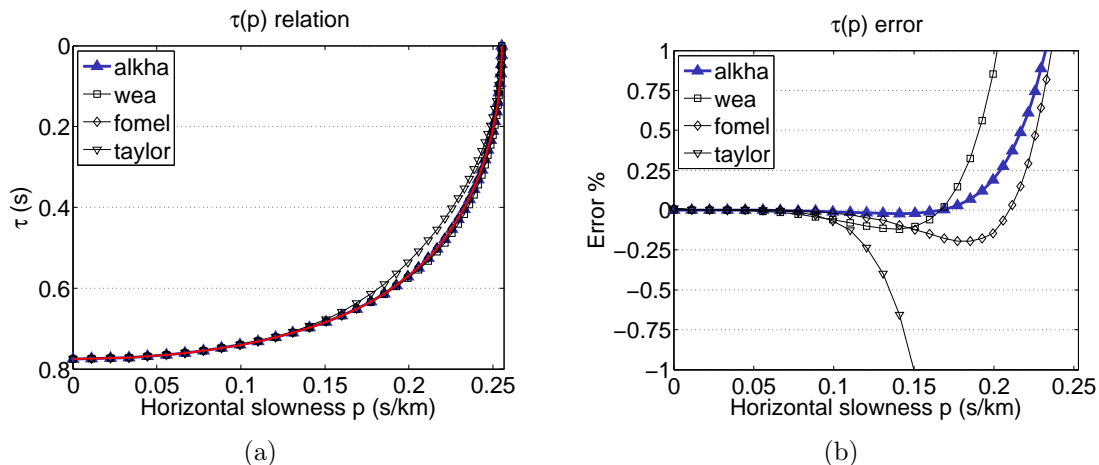 τ(p) relation
0
0.2
0.4
0.6
0.8
τ (s)
alkha
wea
fomel
taylor
0
0.05
0.1
0.15
0.2
0.25
Horizontal slowness p (s/km)
(a)
τ(p) error
1
0.75
0.5
0.25
0
−0.25
−0.5
−0.75
−1
Error %
alkha
wea
fomel
taylor
0
0.05
0.1
0.15
0.2
0.25
Horizontal slowness p (s/km)
(b)